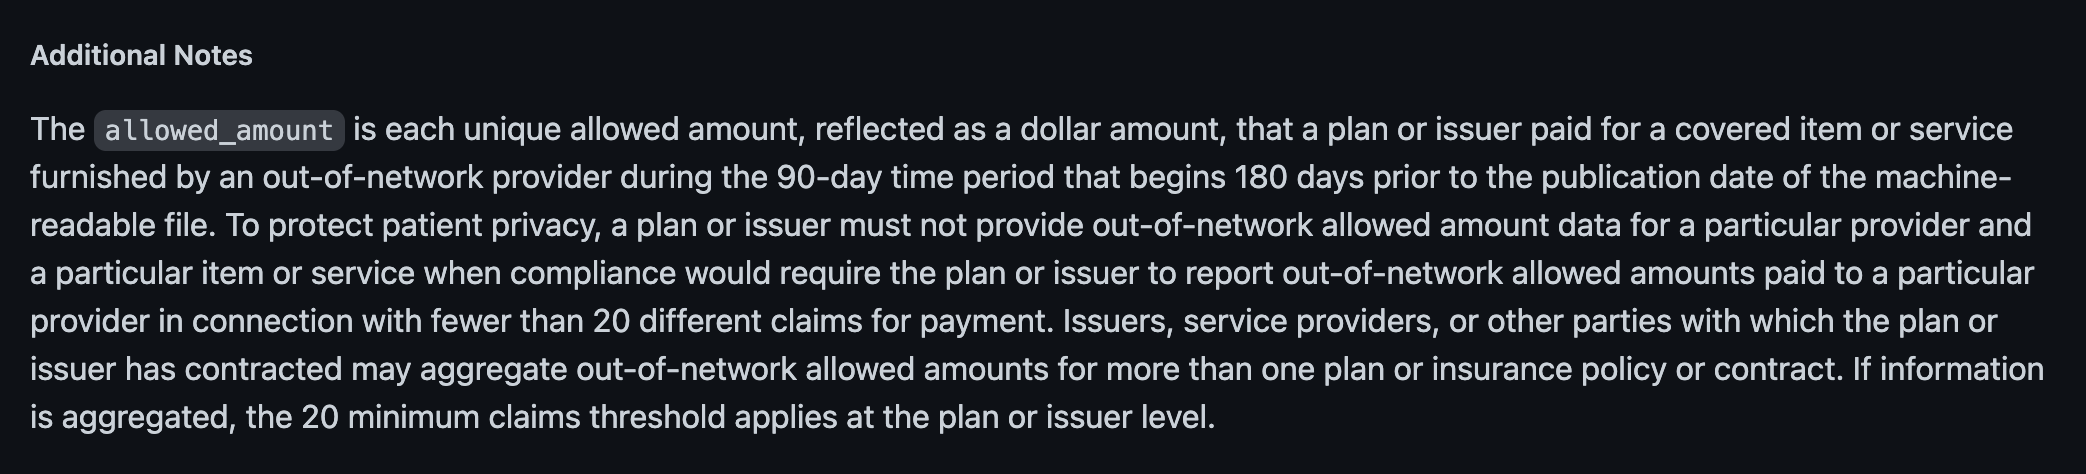 Additional Notes
The allowed_amount is each unique allowed amount, reflected as a dollar amount, that a plan or issuer paid for a covered item or service
furnished by an out-of-network provider during the 90-day time period that begins 180 days prior to the publication date of the machine-
readable file. To protect patient privacy, a plan or issuer must not provide out-of-network allowed amount data for a particular provider and
a particular item or service when compliance would require the plan or issuer to report out-of-network allowed amounts paid to a particular
provider in connection with fewer than 20 different claims for payment. Issuers, service providers, or other parties with which the plan or
issuer has contracted may aggregate out-of-network allowed amounts for more than one plan or insurance policy or contract. If information
is aggregated, the 20 minimum claims threshold applies at the plan or issuer level.